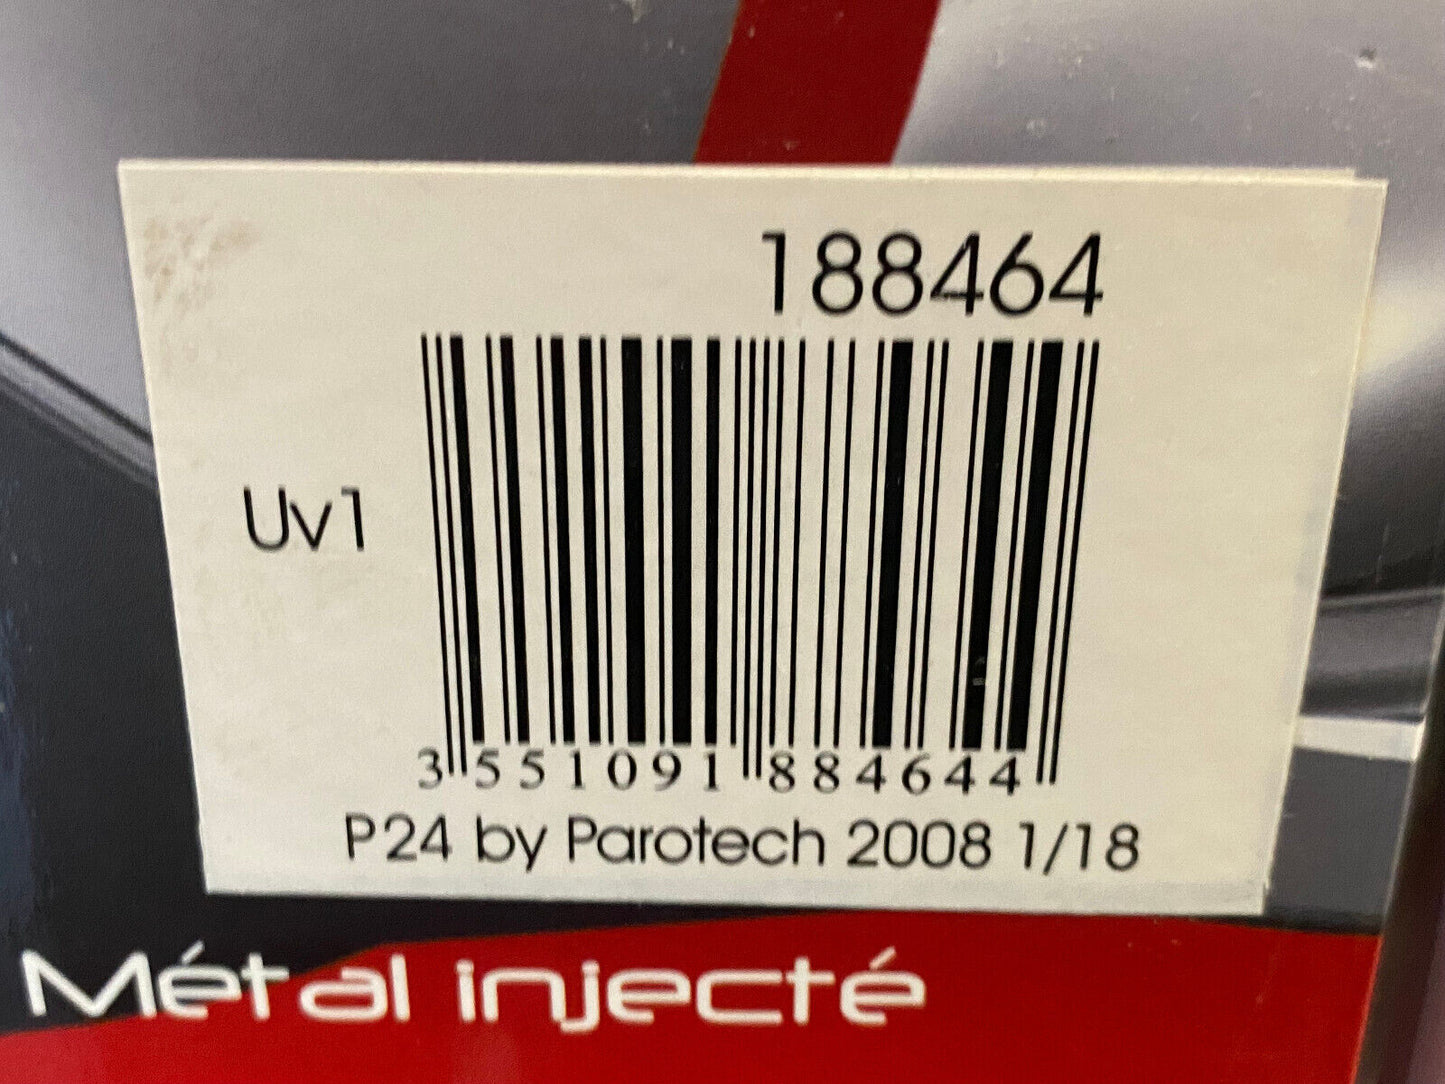 188464
Uv1
3 551091 884644
P24 by Parotech 2008 1/18
Métal injecté